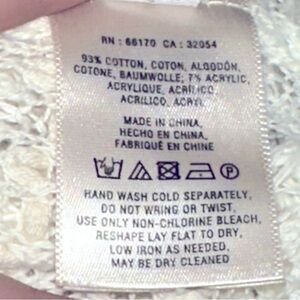 RN : 66170 CA : 32054
93% COTTON, COTON, ALGODÓN,
COTONE, BAUMWOLLE; 7% ACRYLIC,
ACRYLIQUE, ACRÍLICO,
ACRILICO, ACRYL
MADE IN CHINA,
HECHO EN CHINA,
FABRIQUÉ EN CHINE
HAND WASH COLD SEPARATELY,
DO NOT WRING OR TWIST,
USE ONLY NON-CHLORINE BLEACH,
RESHAPE LAY FLAT TO DRY,
LOW IRON AS NEEDED,
MAY BE DRY CLEANED